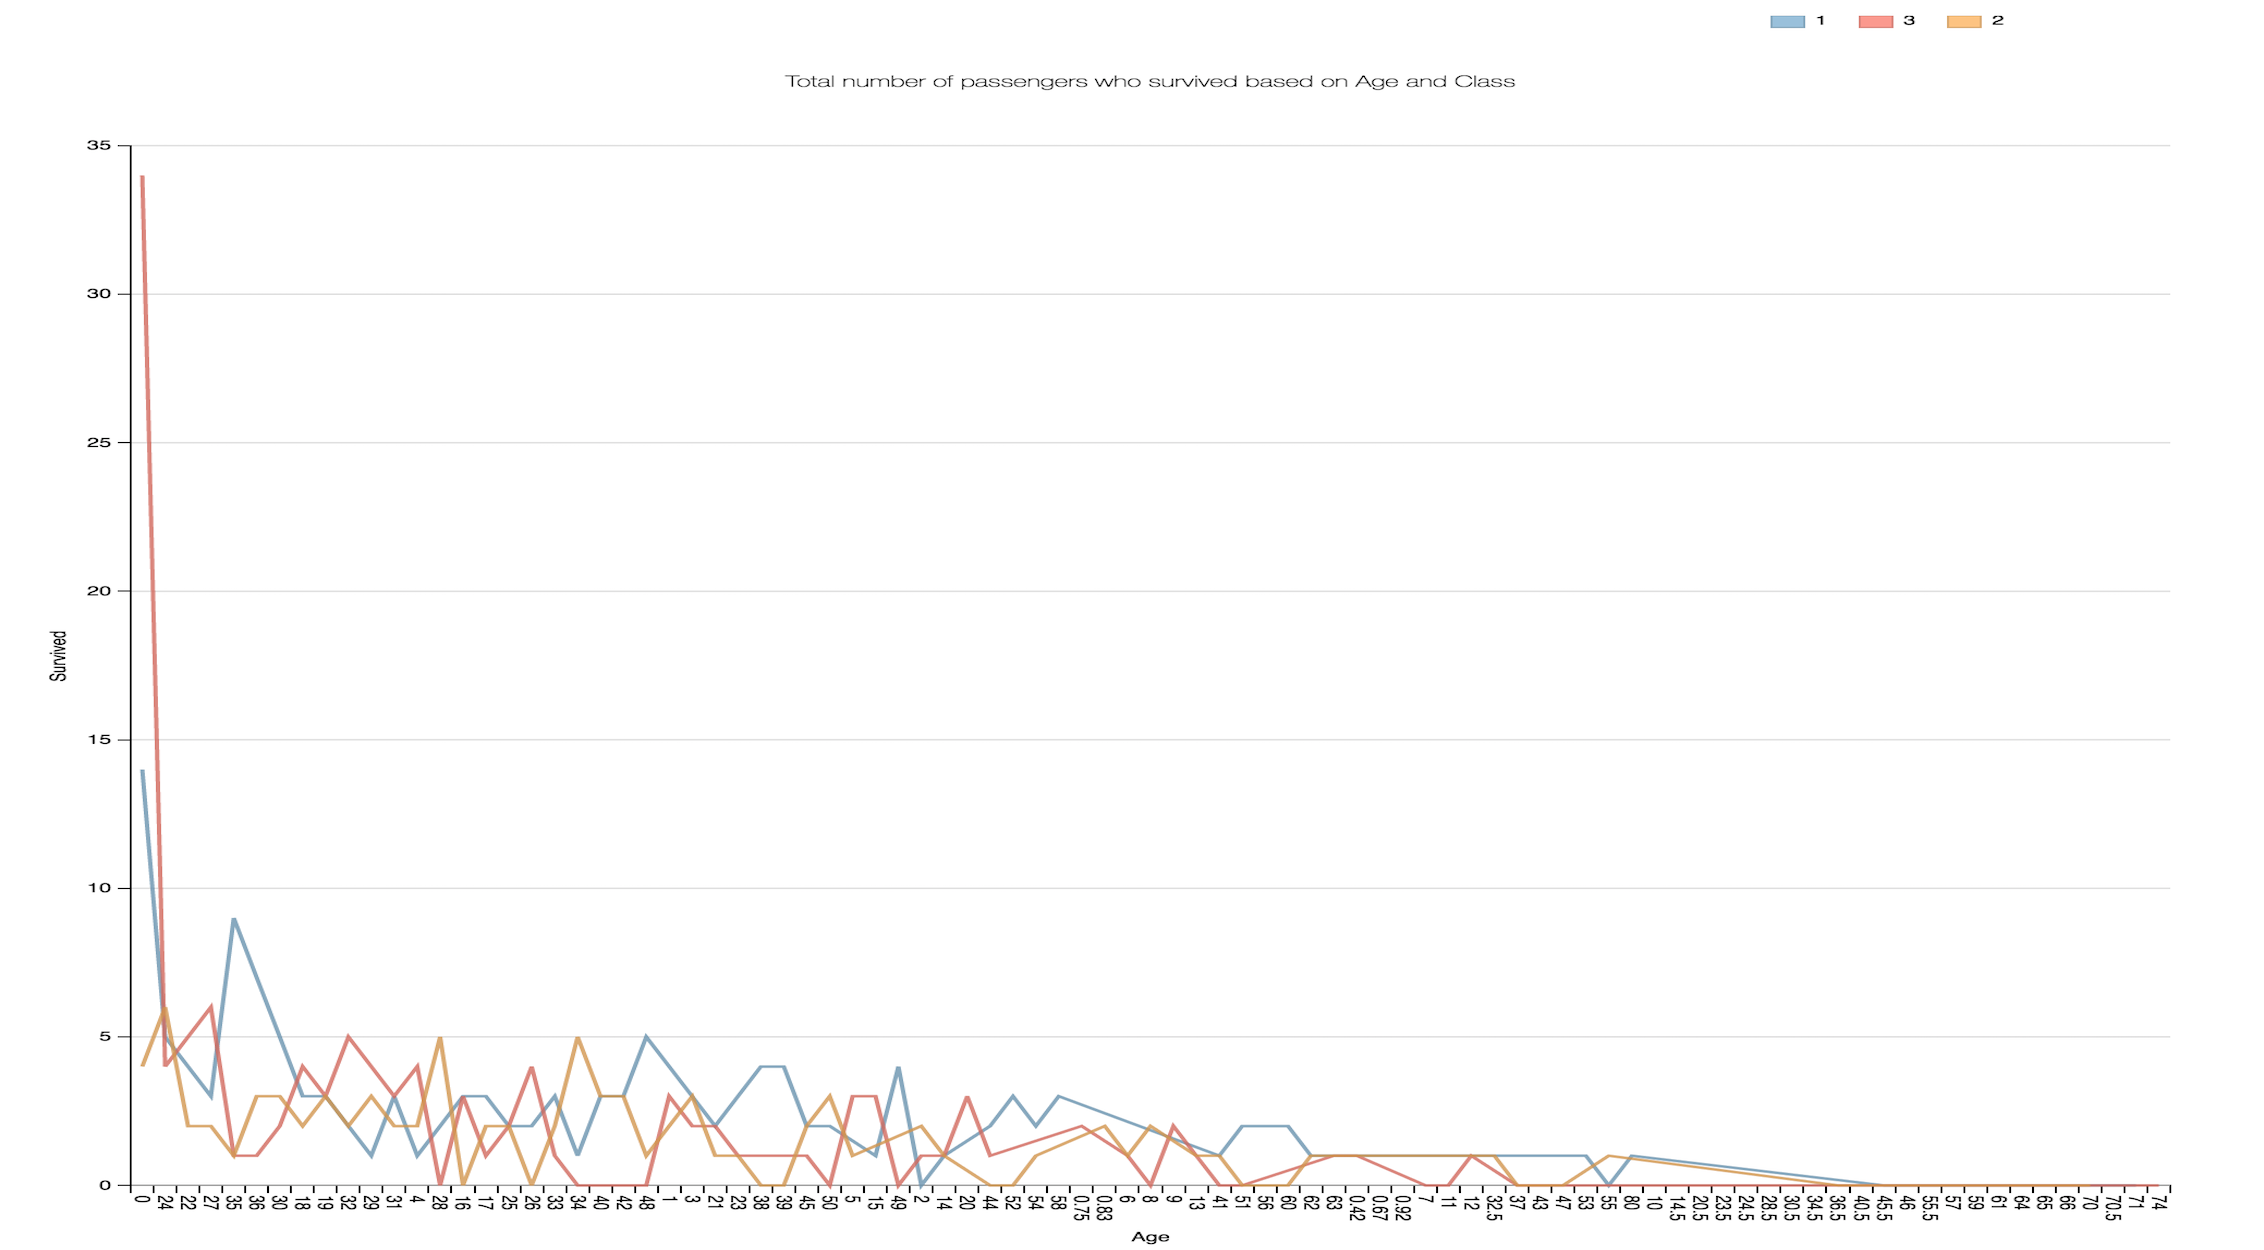 1 3 2
Total number of passengers who survived based on Age and Class
35
30
25
20
15
10
5
0
Survived
0 24 22 27 35 36 30 18 19 32 29 31 4 28 16 17 25 26 33 34 40 42 48 1 3 21 23 38 39 45 50 5 15 49 2 14 20 44 52 54 58 0.75 0.83 6 8 9 13 41 51 56 60 62 63 0.42 0.67 0.92 7 11 12 32.5 37 43 47 53 55 80 10 14.5 20.5 23.5 24.5 28.5 30.5 34.5 36.5 40.5 45.5 46 55.5 57 59 61 64 65 66 70 70.5 71 74
Age